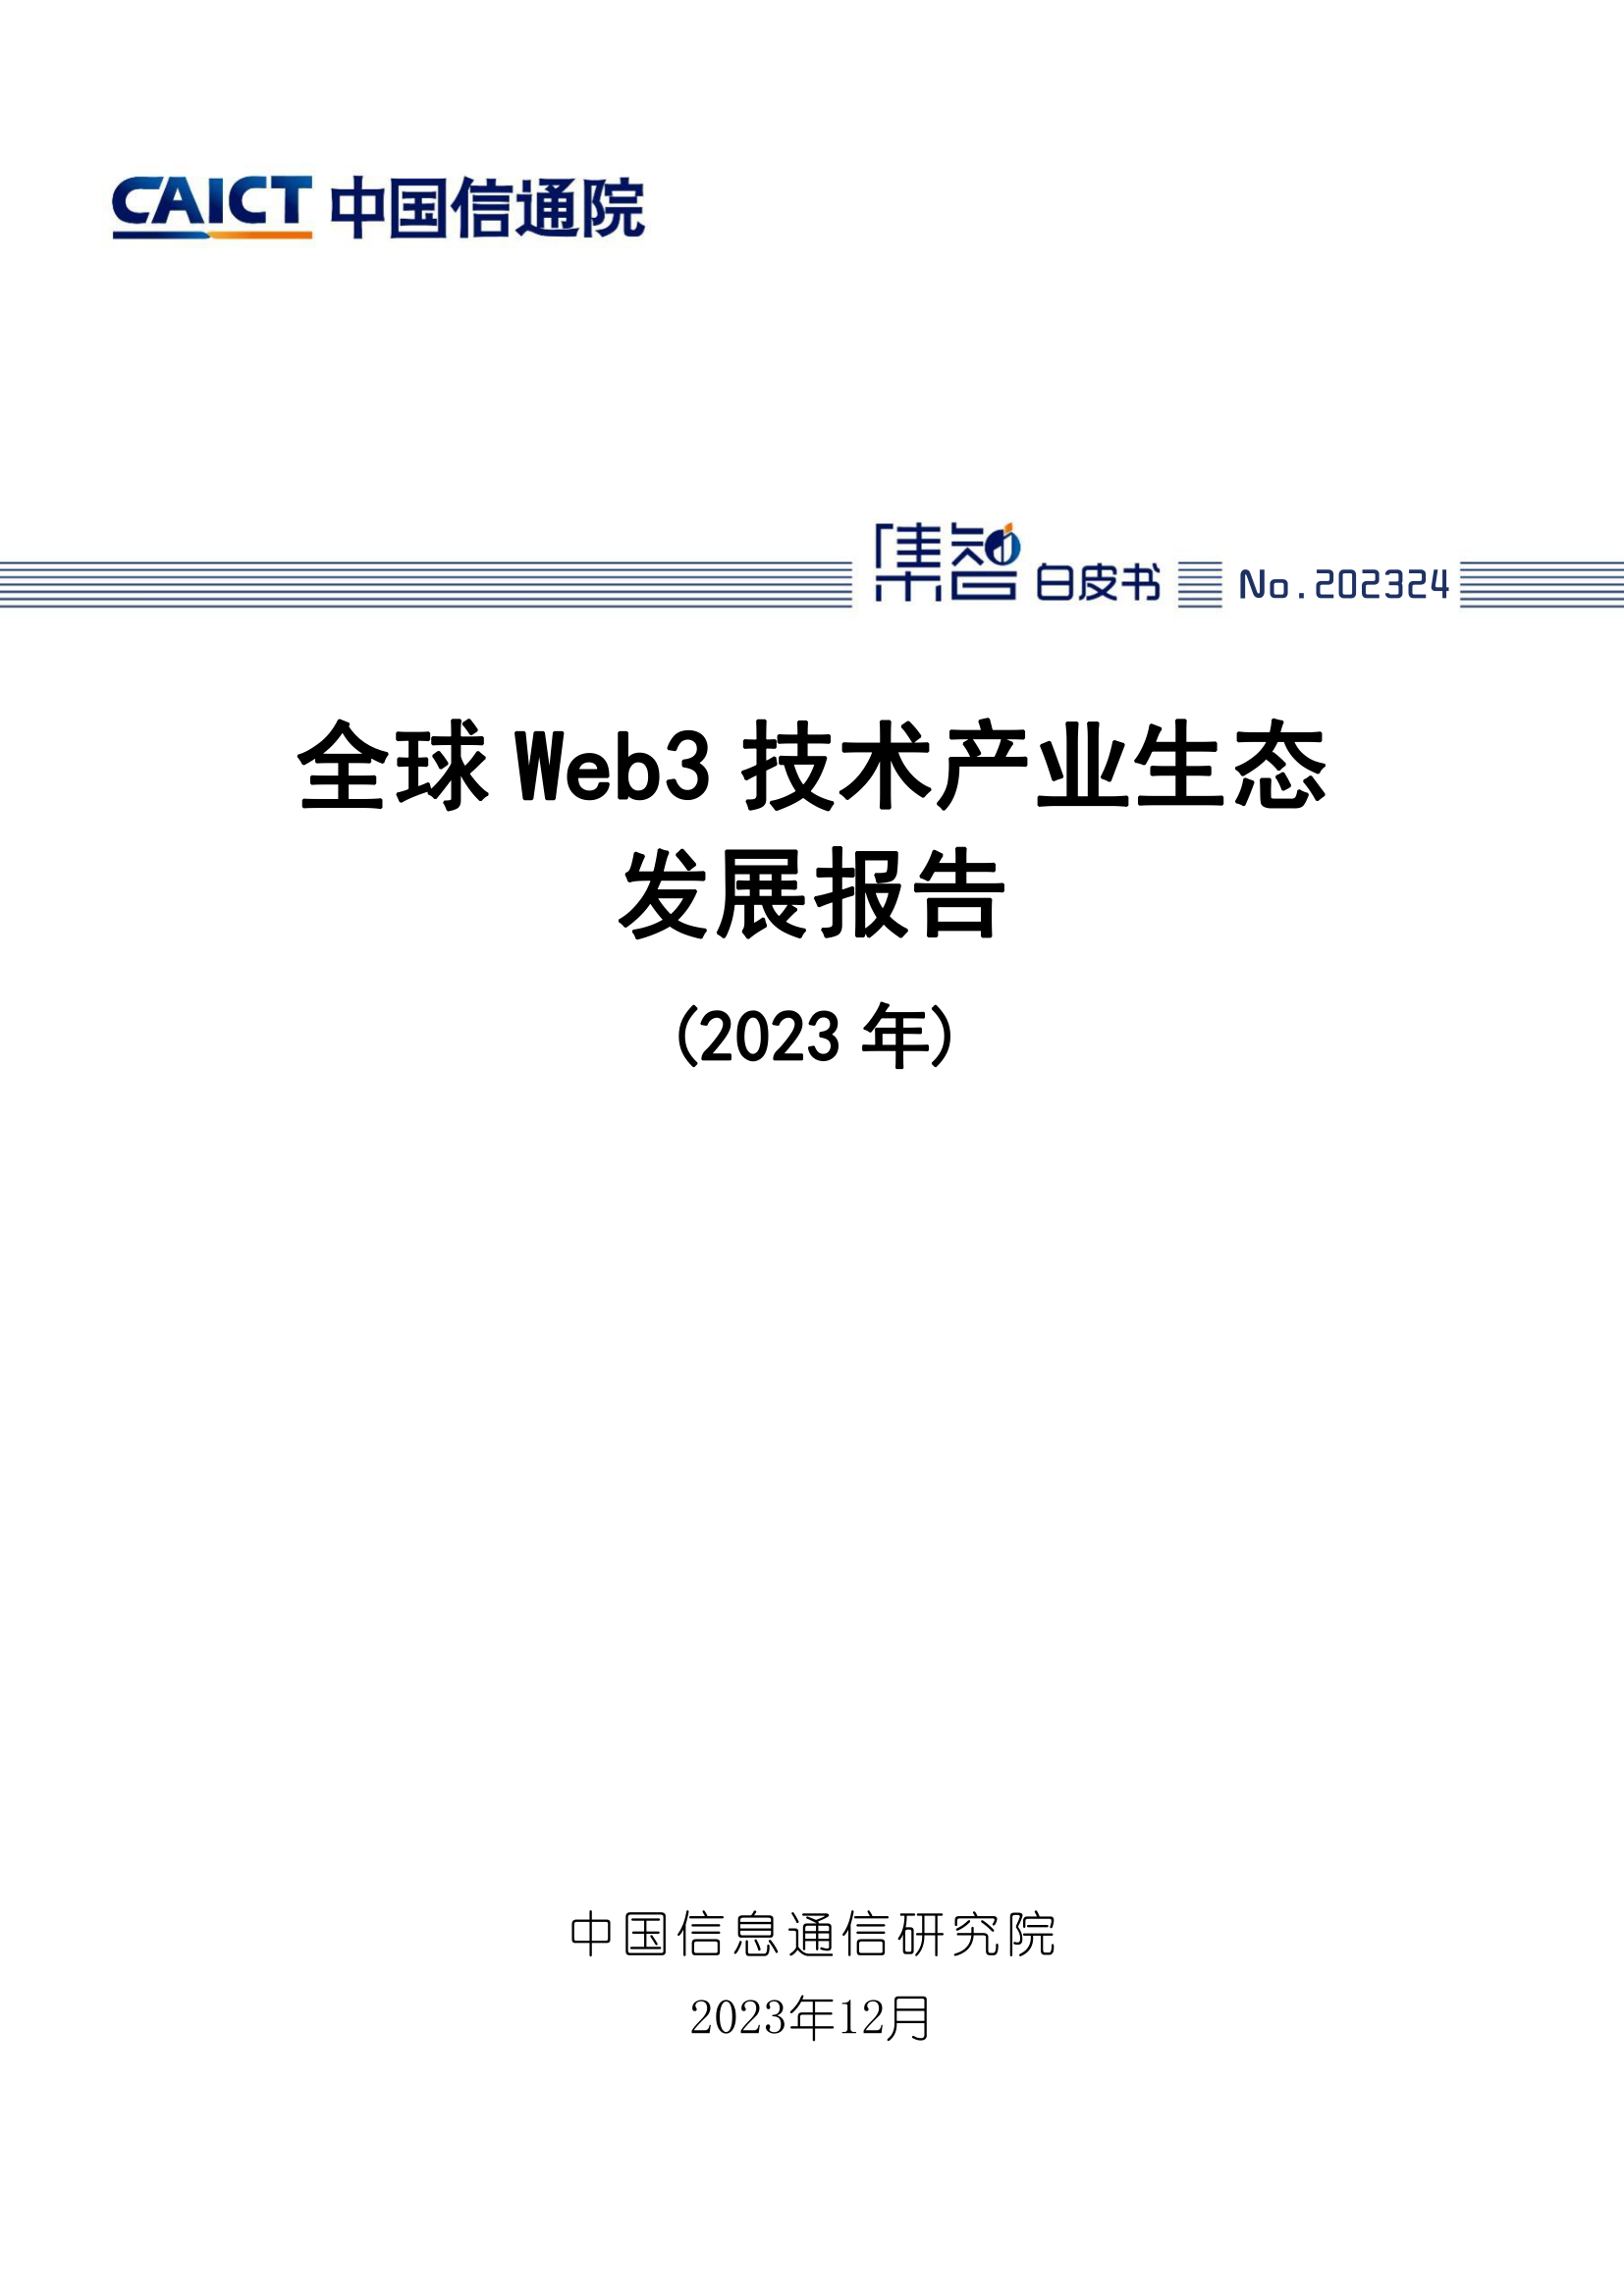 CAICT 中国信通院
集智 白皮书 No.202324
全球 Web3 技术产业生态
发展报告
(2023 年)
中国信息通信研究院
2023年12月